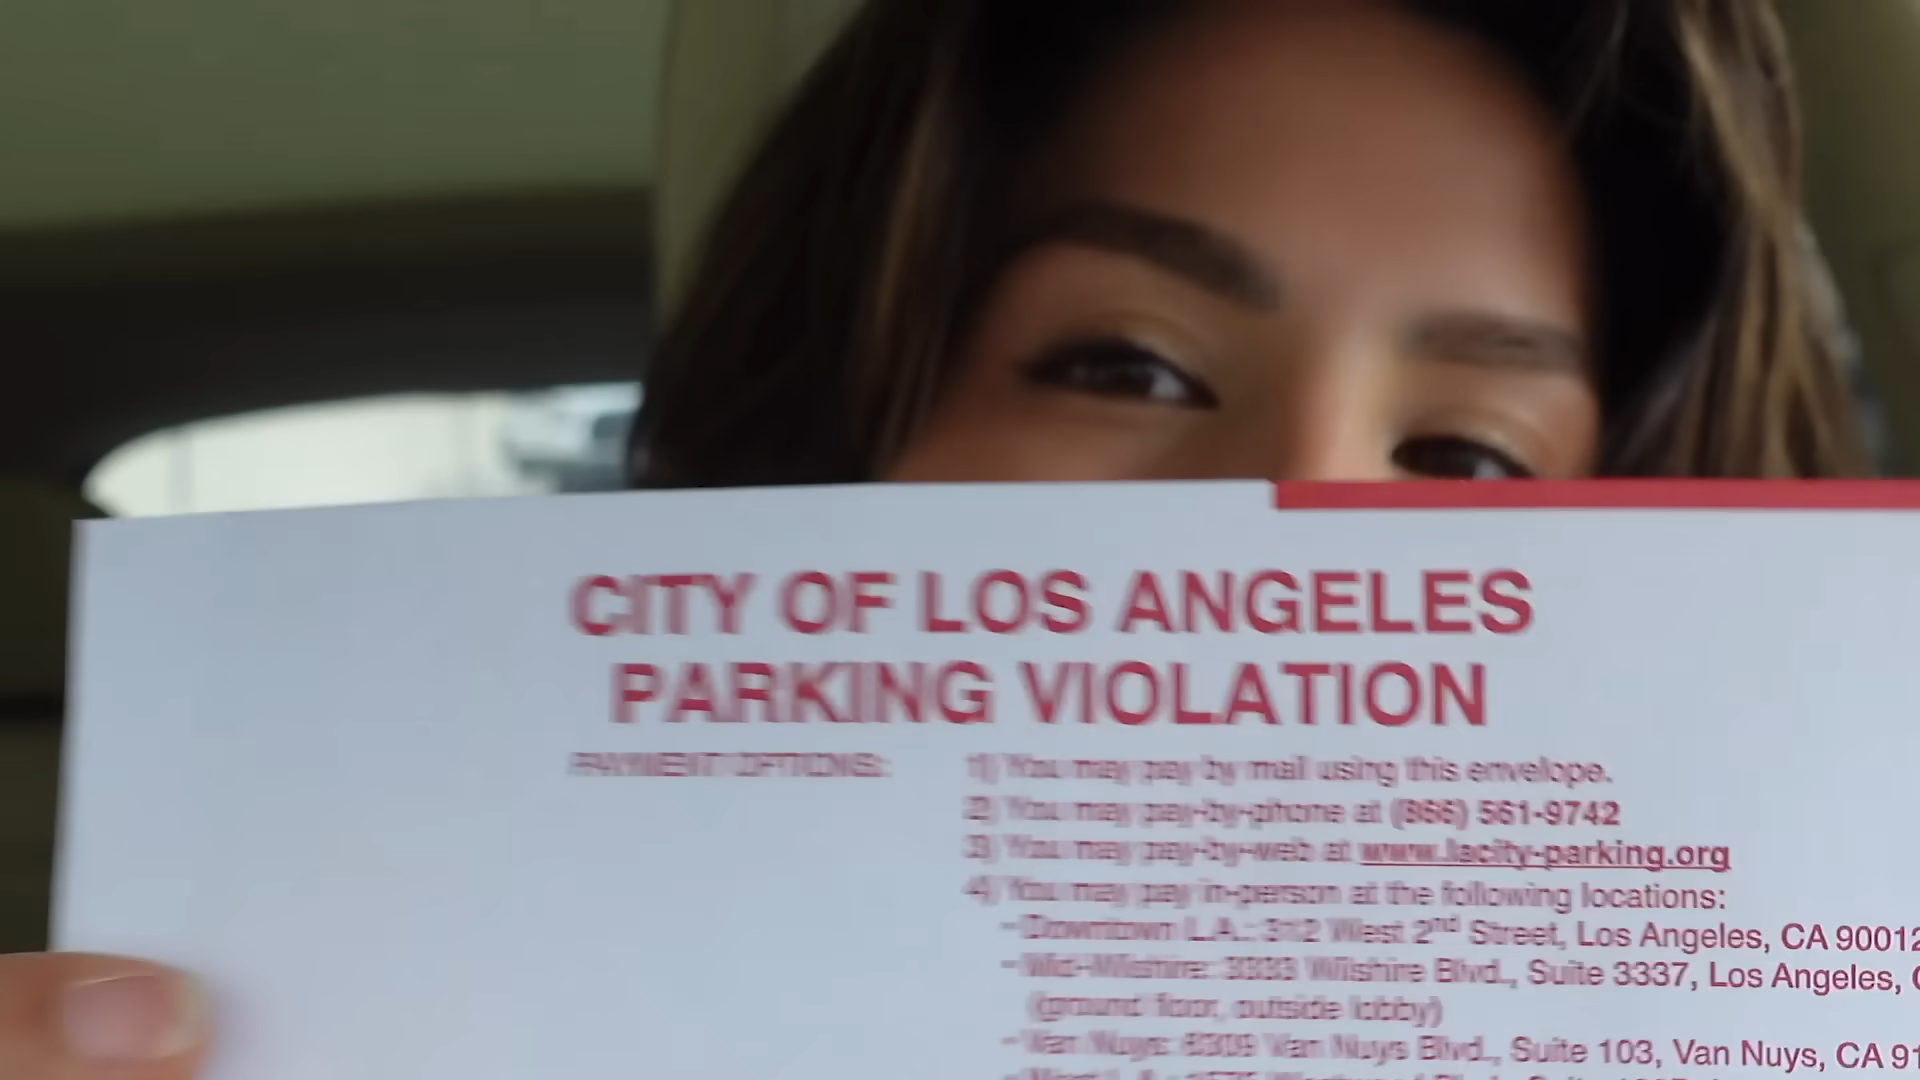 CITY OF LOS ANGELES
PARKING VIOLATION
PAYMENT OPTIONS:
1) You may pay by mail using this envelope.
2) You may pay-by-phone at (866) 561-9742
3) You may pay-by-web at www.lacity-parking.org
4) You may pay in-person at the following locations:
- Downtown L.A.: 312 West 2nd Street, Los Angeles, CA 90012
- Mid-Wilshire: 3333 Wilshire Blvd., Suite 3337, Los Angeles,
(ground floor, outside lobby)
- Van Nuys: 6309 Van Nuys Blvd., Suite 103, Van Nuys, CA 91